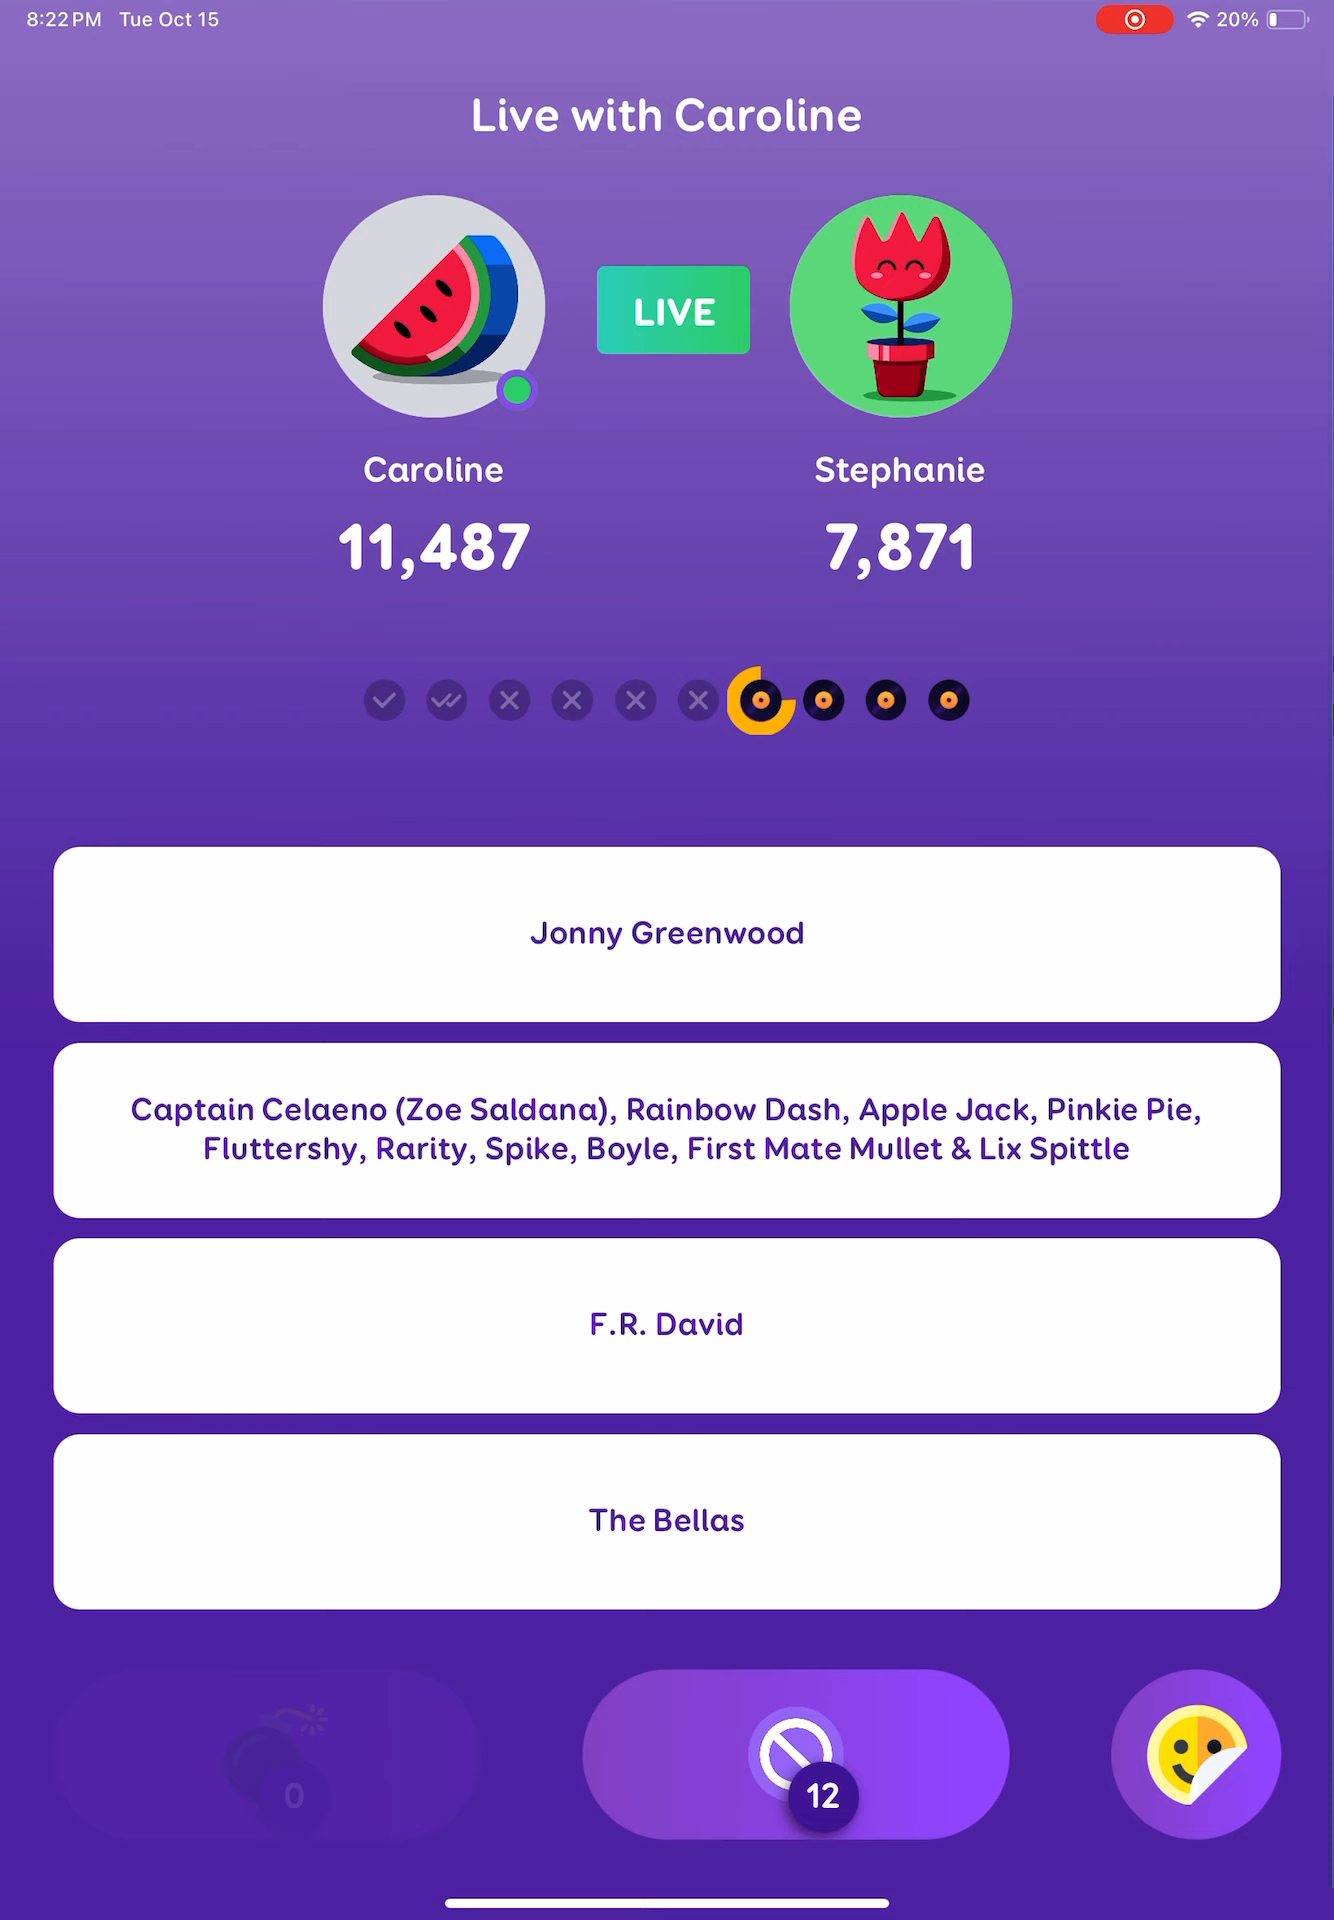 8:22 PM Tue Oct 15
20%
Live with Caroline
LIVE
Caroline
Stephanie
11,487
7,871
Jonny Greenwood
Captain Celaeno (Zoe Saldana), Rainbow Dash, Apple Jack, Pinkie Pie,
Fluttershy, Rarity, Spike, Boyle, First Mate Mullet & Lix Spittle
F.R. David
The Bellas
0
12